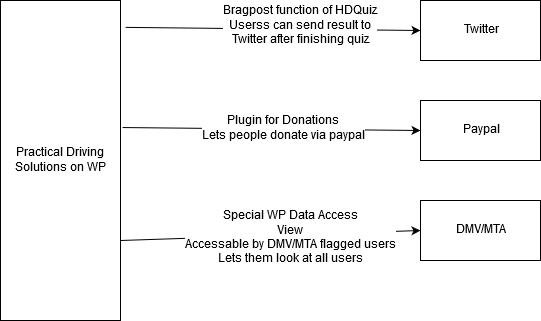 Bragpost function of HDQuiz
Userss can send result to
Twitter after finishing quiz
Twitter
Plugin for Donations
Lets people donate via paypal
Paypal
Practical Driving
Solutions on WP
Special WP Data Access
View
Accessable by DMV/MTA flagged users
Lets them look at all users
DMV/MTA